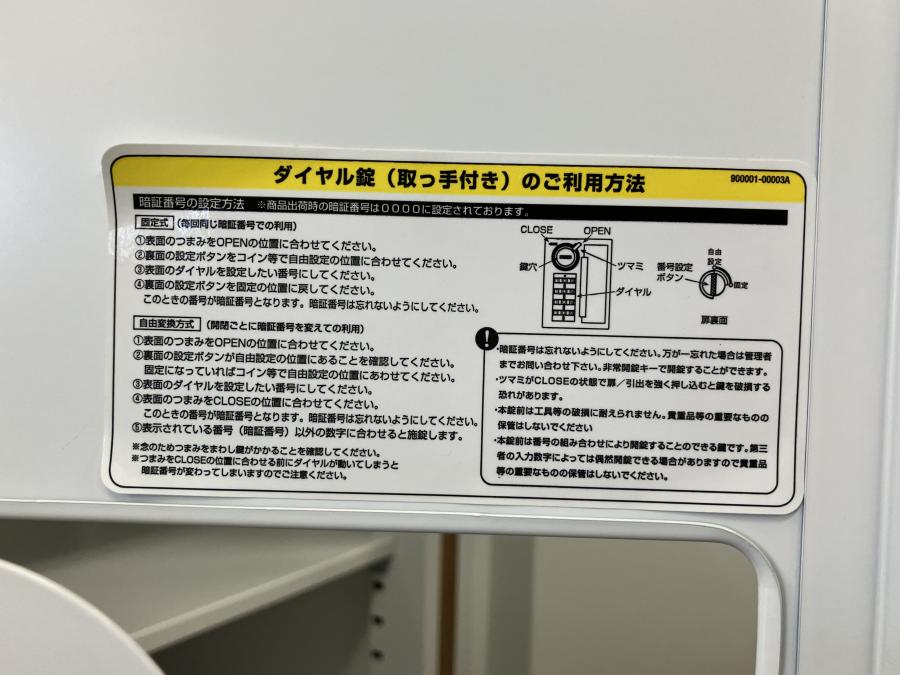 ダイヤル錠（取っ手付き）のご利用方法
900001-00003A
暗証番号の設定方法 ※商品出荷時の暗証番号は０００００に設定されております。
固定式（毎回同じ暗証番号での利用）
①表面のつまみをOPENの位置に合わせてください。
②裏面の設定ボタンをコイン等で自由設定の位置に合わせてください。
③表面のダイヤルを設定したい番号にしてください。
④裏面の設定ボタンを固定の位置に戻してください。
このときの番号が暗証番号となります。暗証番号は忘れないようにしてください。
自由変換方式（開閉ごとに暗証番号を変えての利用）
①表面のつまみをOPENの位置に合わせてください。
②裏面の設定ボタンが自由設定の位置にあることを確認してください。
固定になっていればコイン等で自由設定の位置にあわせてください。
③表面のダイヤルを設定したい番号にしてください。
④表面のつまみをCLOSEの位置に合わせてください。
このときの番号が暗証番号となります。暗証番号は忘れないようにしてください。
⑤表示されている番号（暗証番号）以外の数字に合わせると施錠します。
※念のためつまみをまわし鍵がかかることを確認してください。
※つまみをCLOSEの位置に合わせる前にダイヤルが動いてしまうと
暗証番号が変わってしまいますのでご注意ください。
CLOSE
OPEN
鍵穴
ツマミ
ダイヤル
自由
設定
番号設定
ボタン
固定
扉裏面
!
・暗証番号は忘れないようにしてください。万が一忘れた場合は管理者
までお問い合わせ下さい。非常開錠キーで開錠することができます。
・ツマミがCLOSEの状態で扉／引出を強く押し込むと鍵を破損する
恐れがあります。
・本錠前は工具等の破損に耐えられません。貴重品等の重要なものの
保管はしないでください
・本錠前は番号の組み合わせにより開錠することのできる鍵です。第三
者の入力数字によっては偶然開錠できる場合がありますので貴重品
等の重要なものの保管はしないでください。